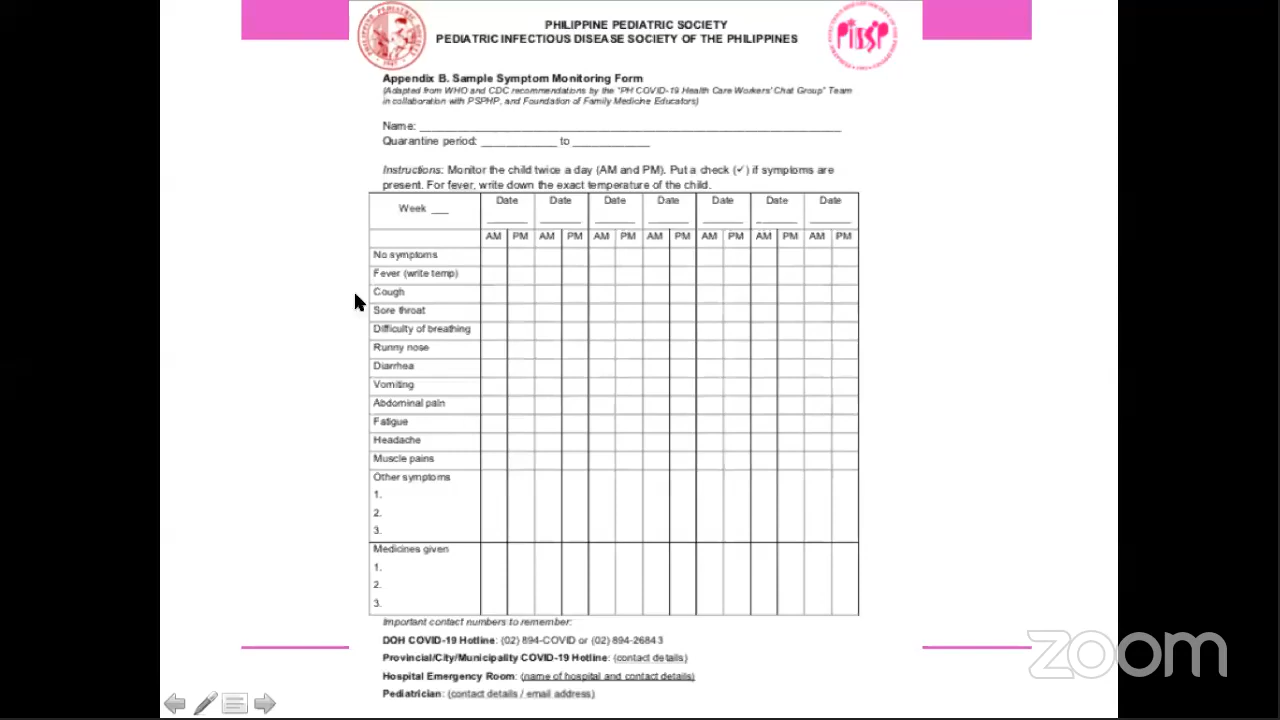 PHILIPPINE PEDIATRIC SOCIETY
PEDIATRIC INFECTIOUS DISEASE SOCIETY OF THE PHILIPPINES
Appendix B. Sample Symptom Monitoring Form
(Adapted from WHO and CDC recommendations by the "PH COVID-19 Health Care Workers' Chat Group" Team
in collaboration with PSPHP, and Foundation of Family Medicine Educators)
Name: ___
Quarantine period: ___ to ___
Instructions: Monitor the child twice a day (AM and PM). Put a check (✓) if symptoms are
present. For fever, write down the exact temperature of the child.
Week ___ Date Date Date Date Date Date Date
AM PM AM PM AM PM AM PM AM PM AM PM AM PM
No symptoms
Fever (write temp)
Cough
Sore throat
Difficulty of breathing
Runny nose
Diarrhea
Vomiting
Abdominal pain
Fatigue
Headache
Muscle pains
Other symptoms
1.
2.
3.
Medicines given
1.
2.
3.
Important contact numbers to remember:
DOH COVID-19 Hotline: (02) 894-COVID or (02) 894-26843
Provincial/City/Municipality COVID-19 Hotline: (contact details)
Hospital Emergency Room: (name of hospital and contact details)
Pediatrician: (contact details / email address)
zoom